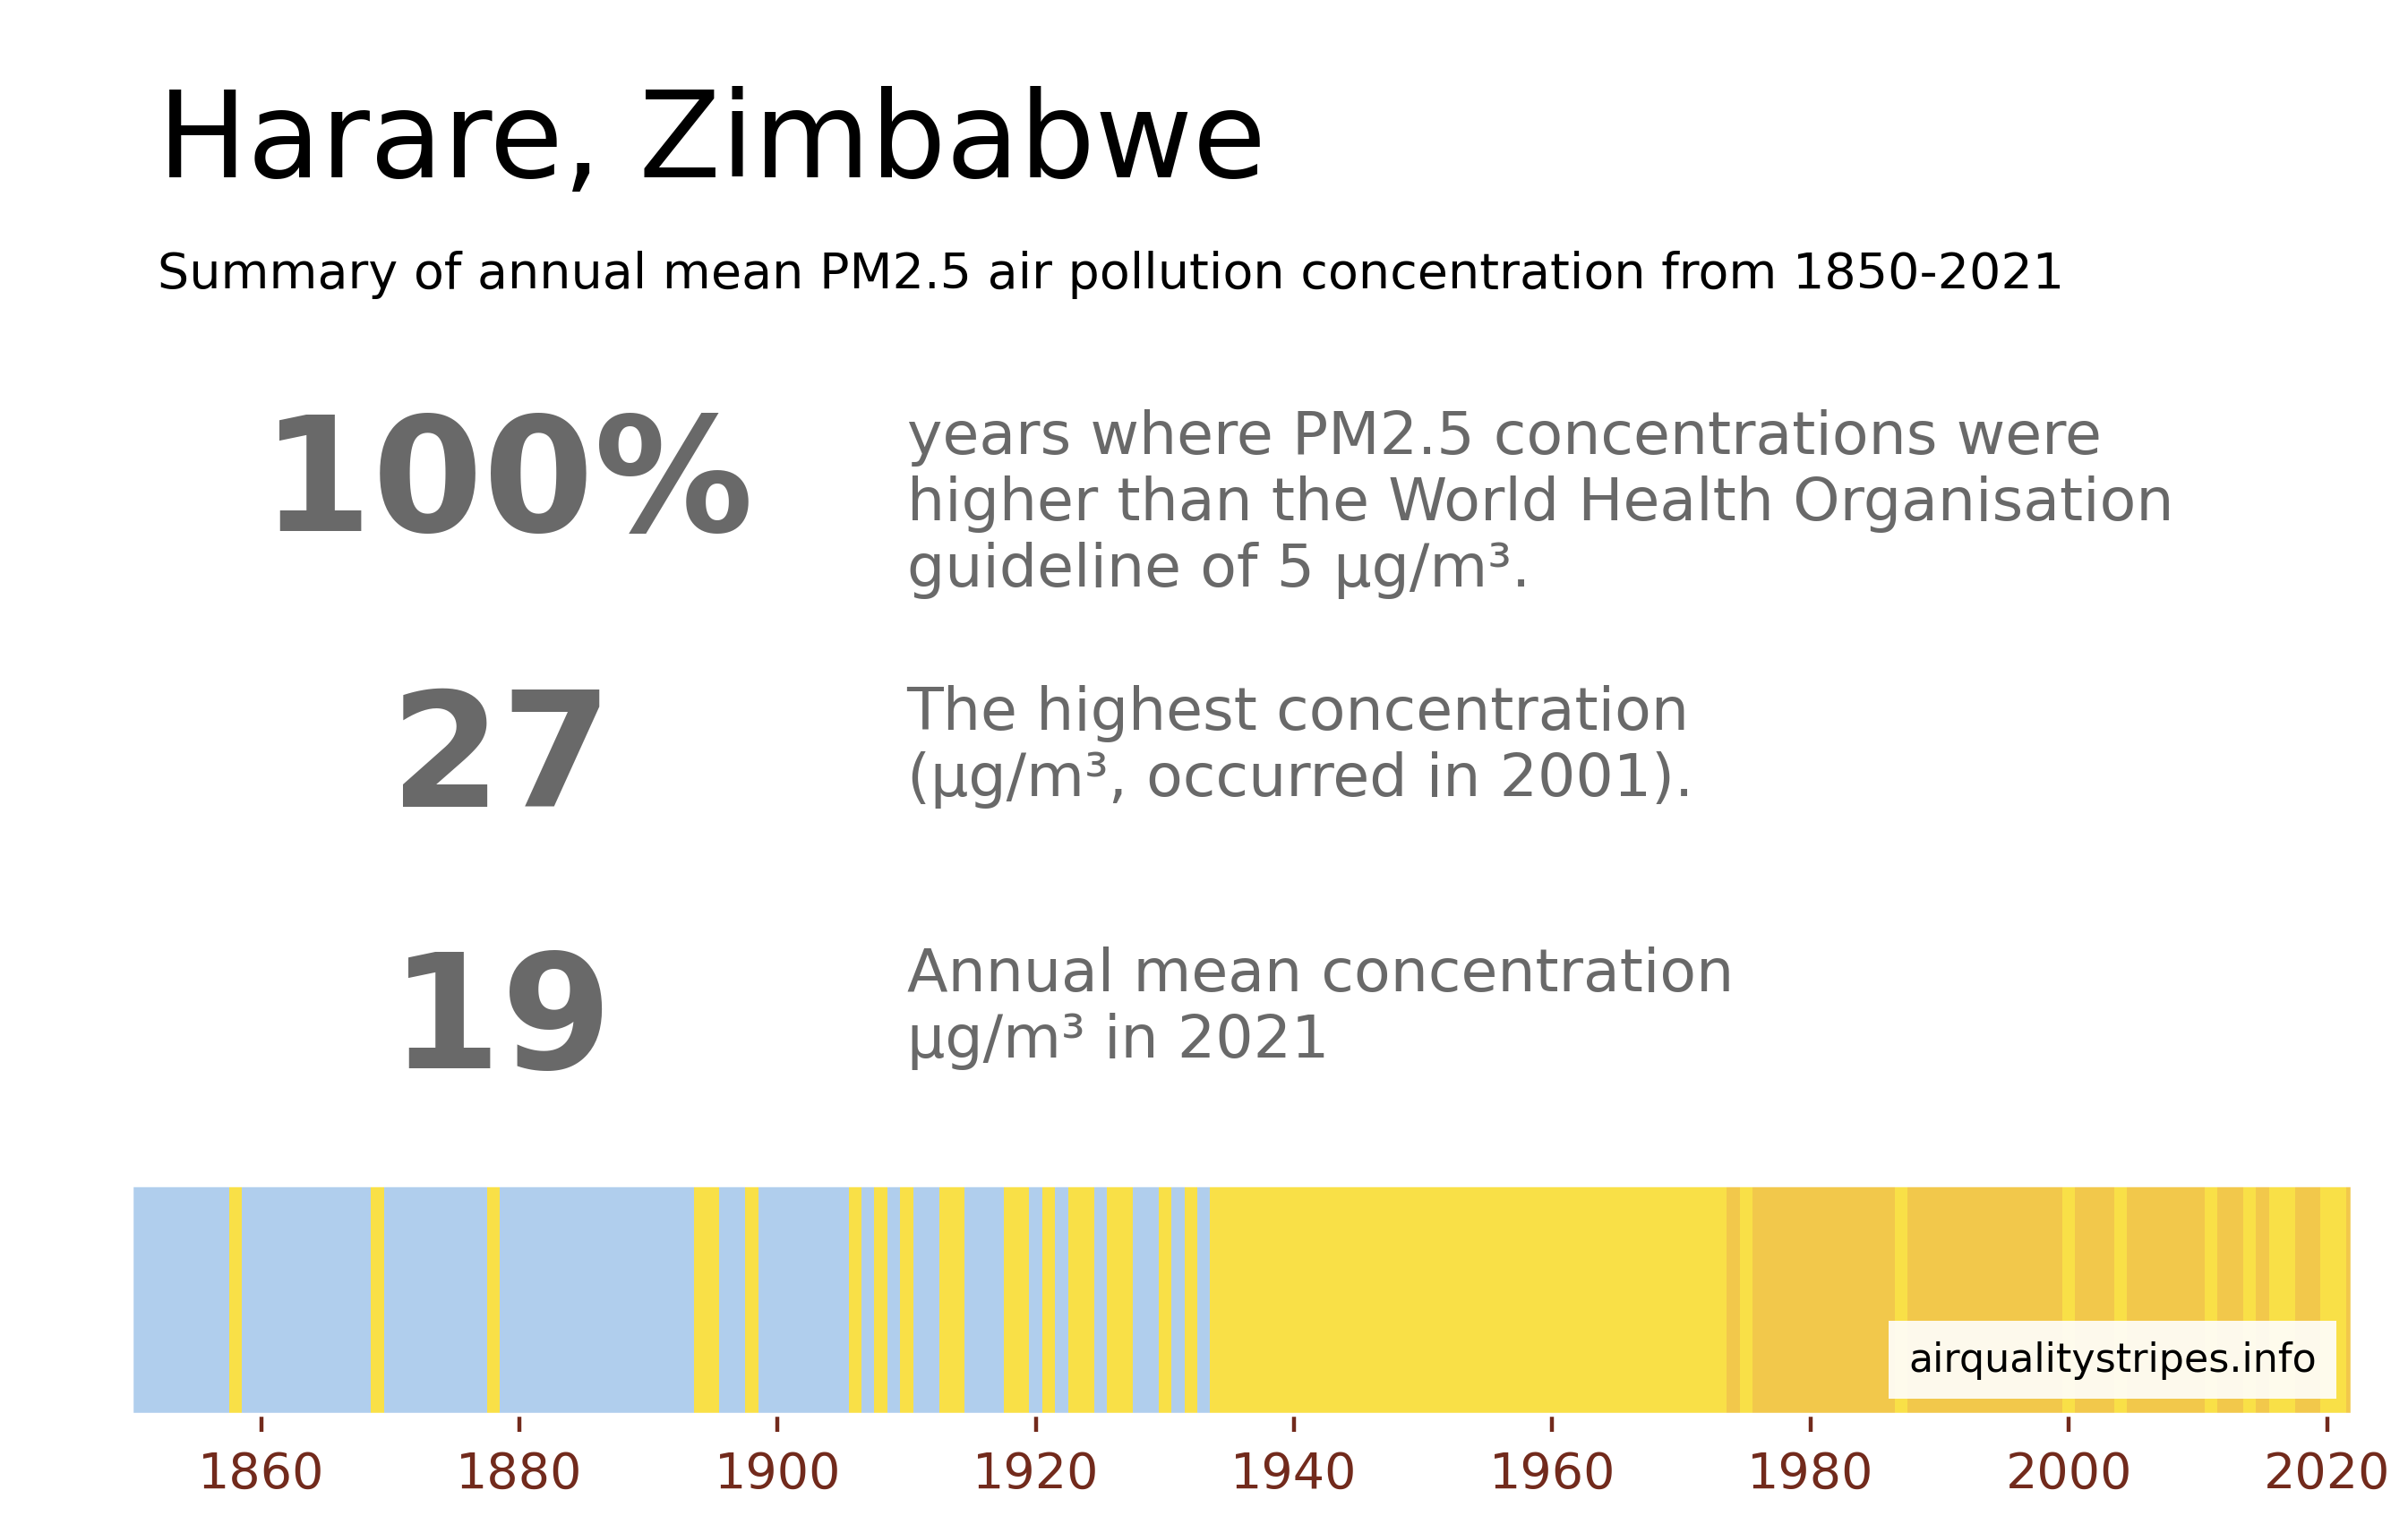 Harare, Zimbabwe
Summary of annual mean PM2.5 air pollution concentration from 1850-2021
100%
years where PM2.5 concentrations were
higher than the World Health Organisation
guideline of 5 µg/m³.
27
The highest concentration
(µg/m³, occurred in 2001).
19
Annual mean concentration
µg/m³ in 2021
airqualitystripes.info
1860 1880 1900 1920 1940 1960 1980 2000 2020